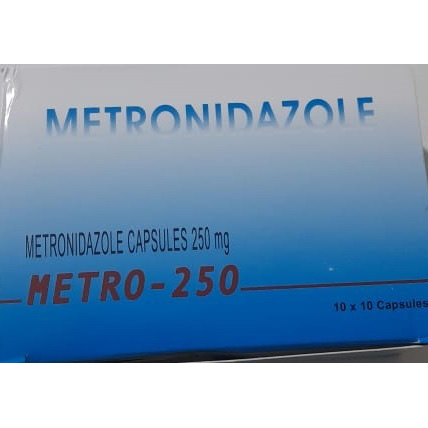 METRONIDAZOLE
METRONIDAZOLE CAPSULES 250 mg
METRO-250
10 x 10 Capsules